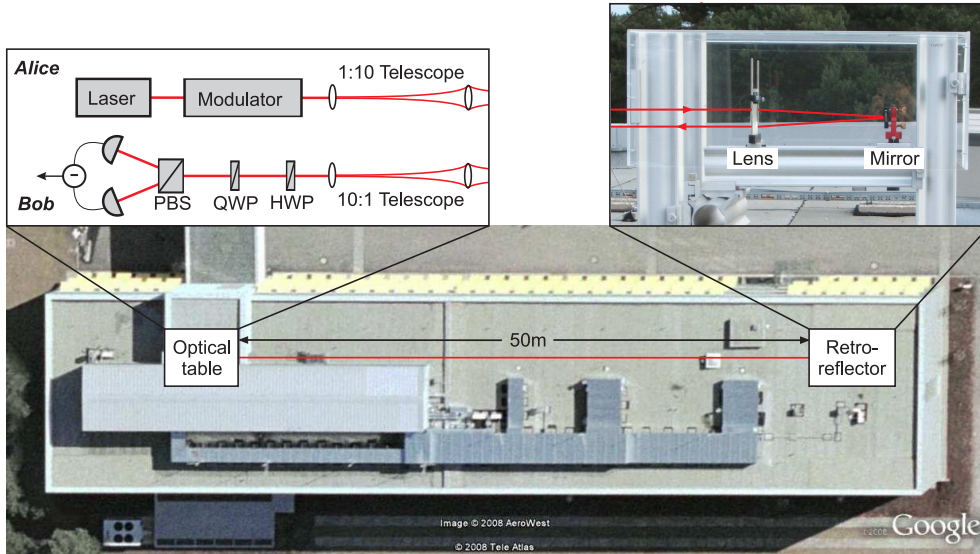 Alice
1:10 Telescope
Laser
Modulator
Bob
PBS
QWP
HWP
10:1 Telescope
Lens
Mirror
Optical
table
50m
Retro-
reflector
Image © 2008 AeroWest
© 2008 Tele Atlas
©2008 Google